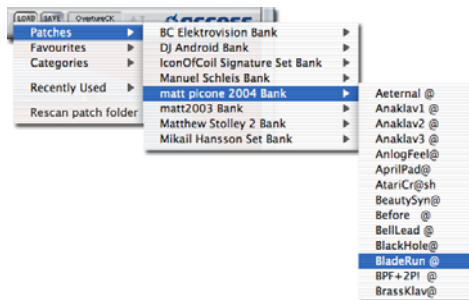 LOAD SAVE OvertureCK access
Patches
Favourites
Categories
Recently Used
Rescan patch folder
BC Elektrovision Bank
DJ Android Bank
IconOfCoil Signature Set Bank
Manuel Schleis Bank
matt picone 2004 Bank
matt2003 Bank
Matthew Stolley 2 Bank
Mikail Hansson Set Bank
Aeternal @
Anaklav1 @
Anaklav2 @
Anaklav3 @
AnlogFeel@
AprilPad@
AtariCr@sh
BeautySyn@
Before @
BellLead @
BlackHole@
BladeRun @
BPF+2P! @
BrassKlav@